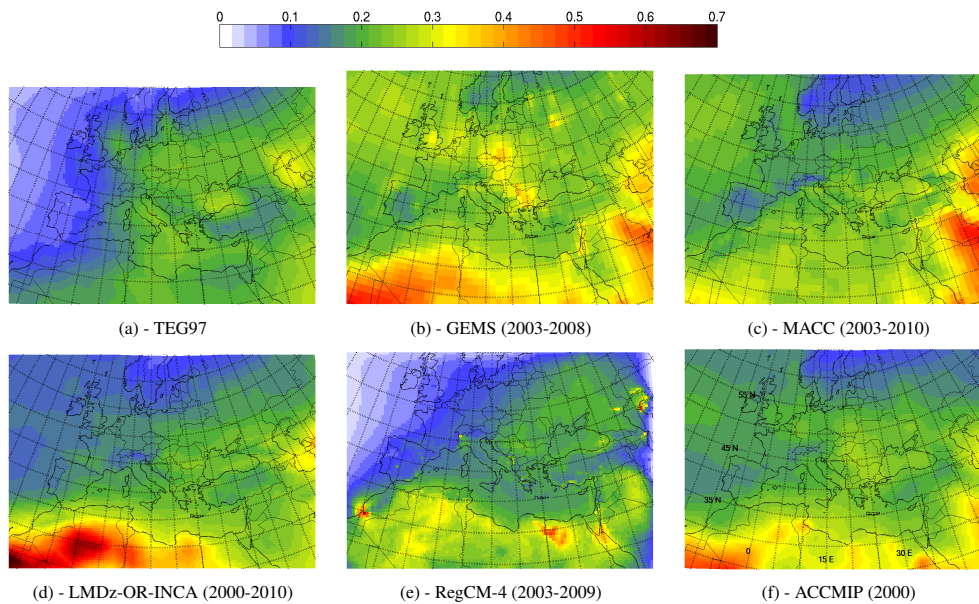 0 0.1 0.2 0.3 0.4 0.5 0.6 0.7
(a) - TEG97
(b) - GEMS (2003-2008)
(c) - MACC (2003-2010)
55 N
45 N
35 N
0
15 E
30 E
(d) - LMDz-OR-INCA (2000-2010)
(e) - RegCM-4 (2003-2009)
(f) - ACCMIP (2000)